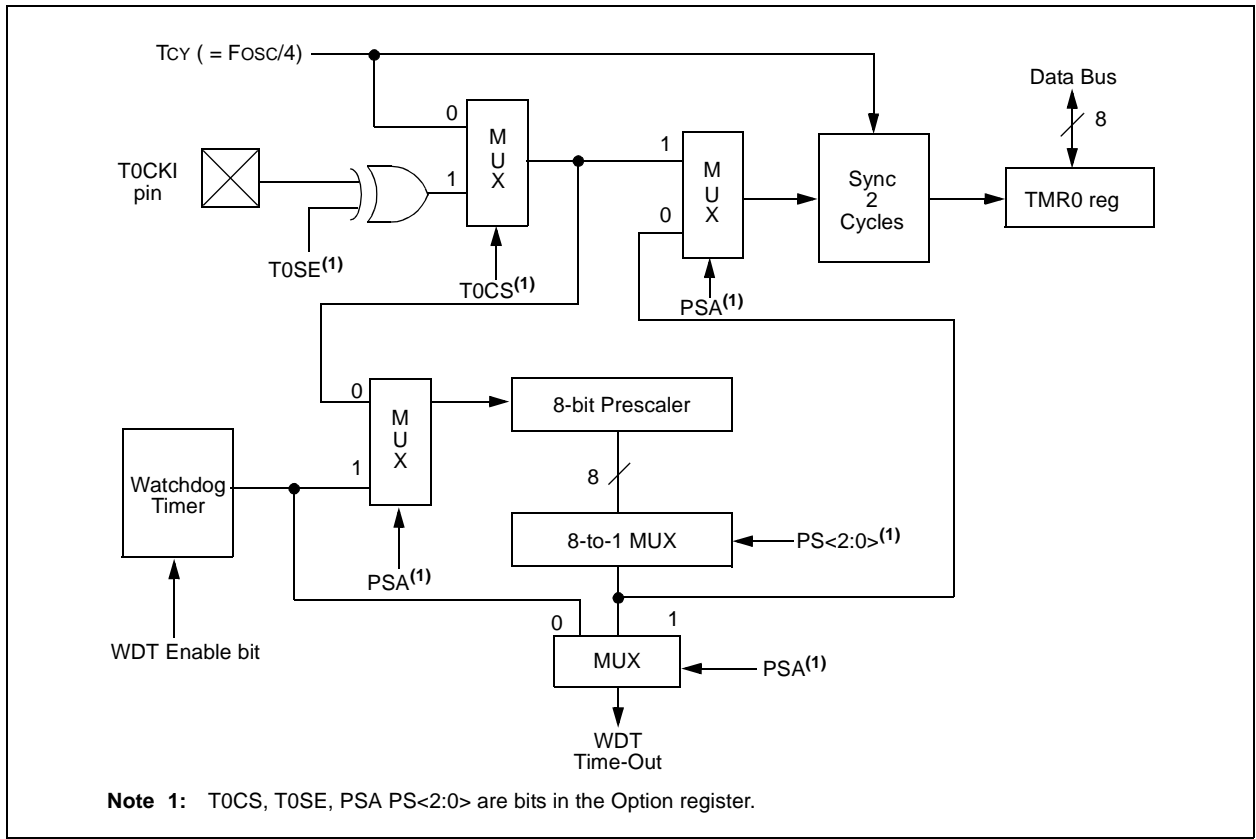 TCY ( = FOSC/4)
Data Bus
8
0
M
U
X
1
T0CKI
pin
1
0
M
U
X
Sync
2
Cycles
TMR0 reg
T0SE(1)
T0CS(1)
PSA(1)
0
M
U
X
1
8-bit Prescaler
8
Watchdog
Timer
8-to-1 MUX
PS<2:0>(1)
PSA(1)
0
1
WDT Enable bit
MUX
PSA(1)
WDT
Time-Out
Note 1: T0CS, T0SE, PSA PS<2:0> are bits in the Option register.